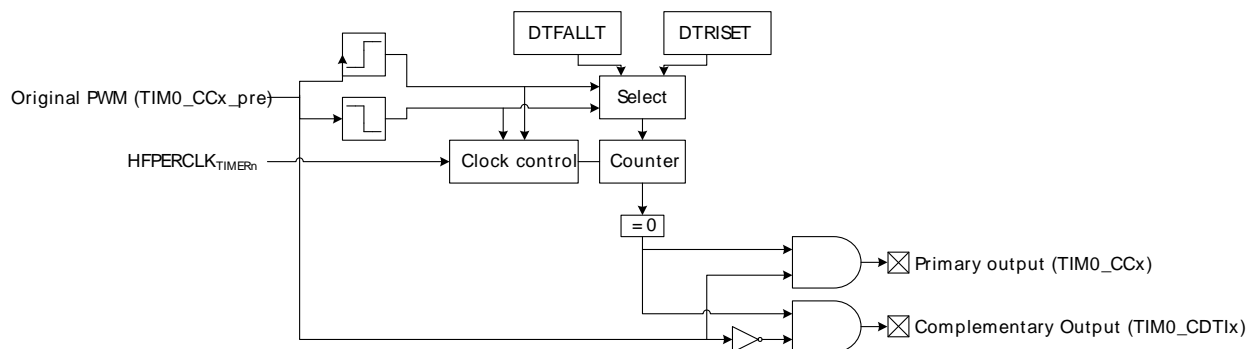 DTFALLT
DTRISET
Original PWM (TIM0_CCx_pre)
Select
HFPERCLKTIMERn
Clock control
Counter
= 0
Primary output (TIM0_CCx)
Complementary Output (TIM0_CDTIx)